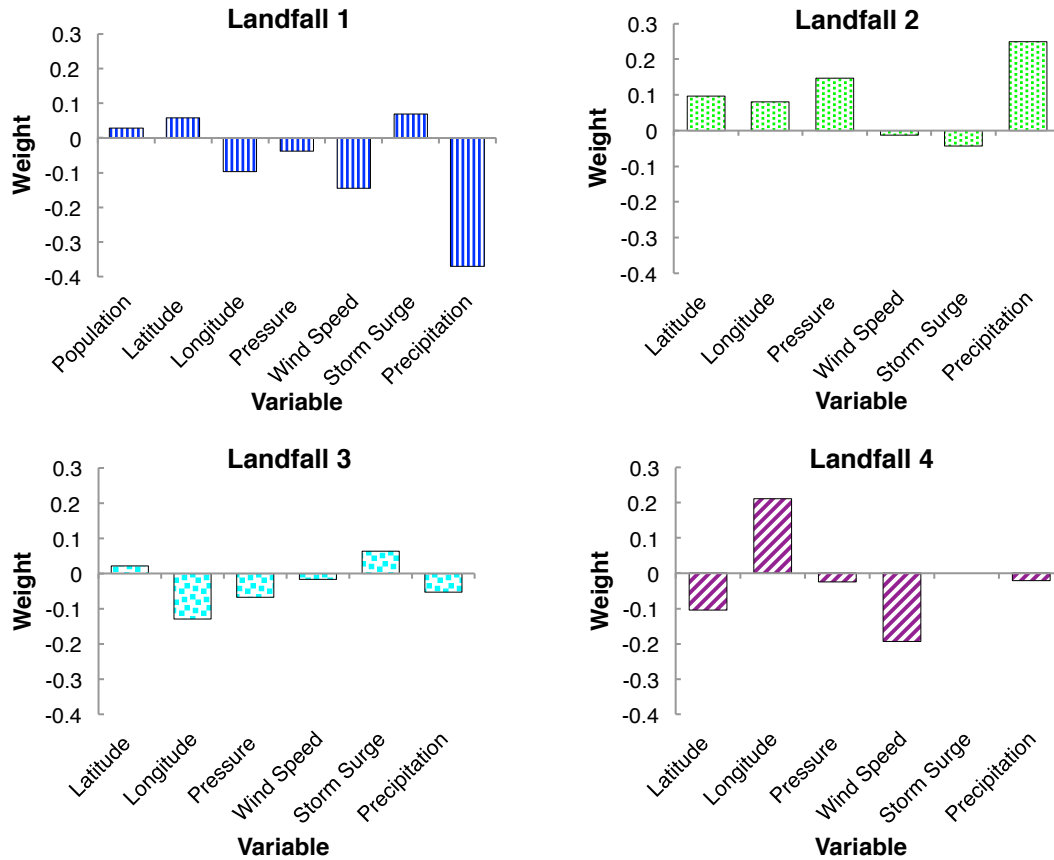 Landfall 1
0.3
0.2
0.1
0
-0.1
-0.2
-0.3
-0.4
Weight
Population
Latitude
Longitude
Pressure
Wind Speed
Storm Surge
Precipitation
Variable
Landfall 2
0.3
0.2
0.1
0
-0.1
-0.2
-0.3
-0.4
Weight
Latitude
Longitude
Pressure
Wind Speed
Storm Surge
Precipitation
Variable
Landfall 3
0.3
0.2
0.1
0
-0.1
-0.2
-0.3
-0.4
Weight
Latitude
Longitude
Pressure
Wind Speed
Storm Surge
Precipitation
Variable
Landfall 4
0.3
0.2
0.1
0
-0.1
-0.2
-0.3
-0.4
Weight
Latitude
Longitude
Pressure
Wind Speed
Storm Surge
Precipitation
Variable